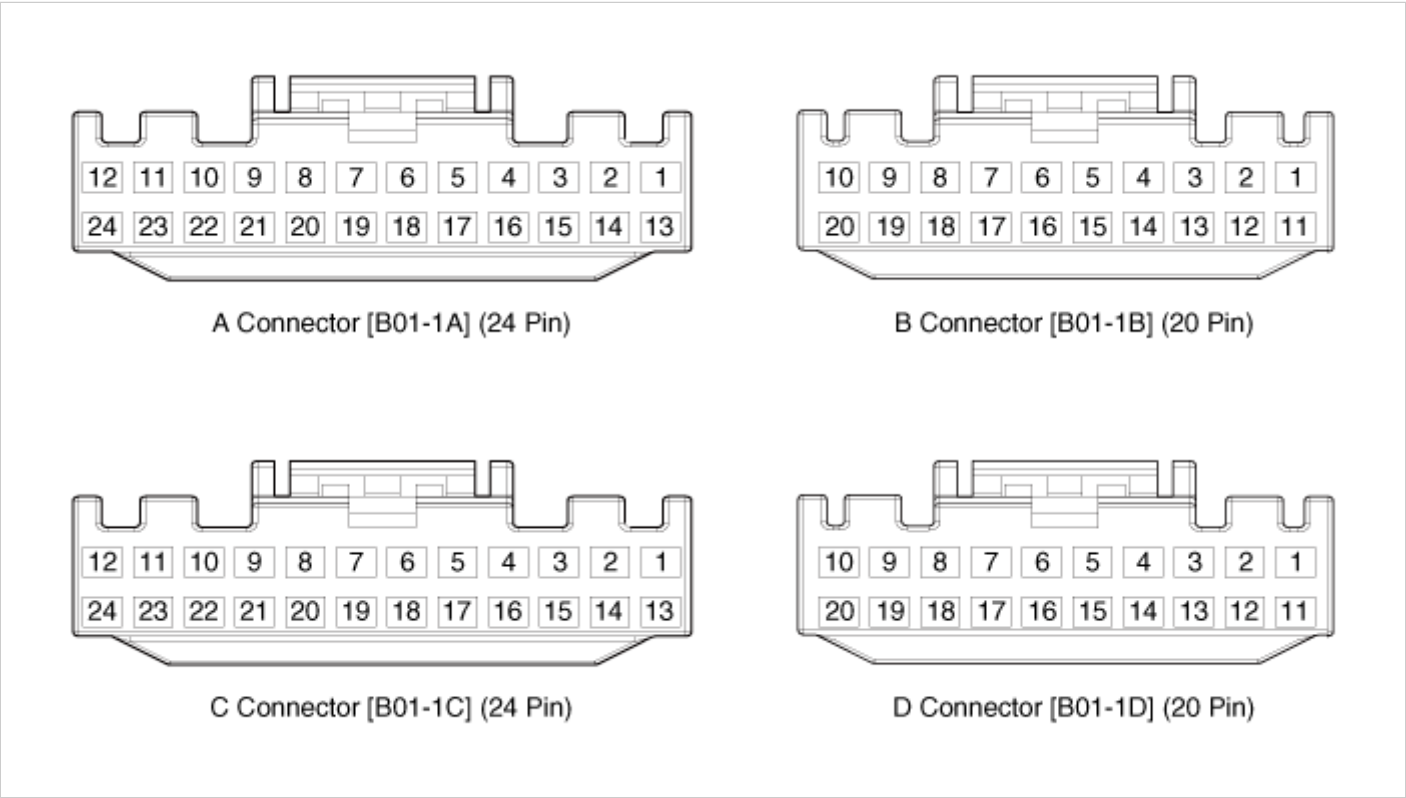 12 11 10 9 8 7 6 5 4 3 2 1
24 23 22 21 20 19 18 17 16 15 14 13
A Connector [B01-1A] (24 Pin)
10 9 8 7 6 5 4 3 2 1
20 19 18 17 16 15 14 13 12 11
B Connector [B01-1B] (20 Pin)
12 11 10 9 8 7 6 5 4 3 2 1
24 23 22 21 20 19 18 17 16 15 14 13
C Connector [B01-1C] (24 Pin)
10 9 8 7 6 5 4 3 2 1
20 19 18 17 16 15 14 13 12 11
D Connector [B01-1D] (20 Pin)